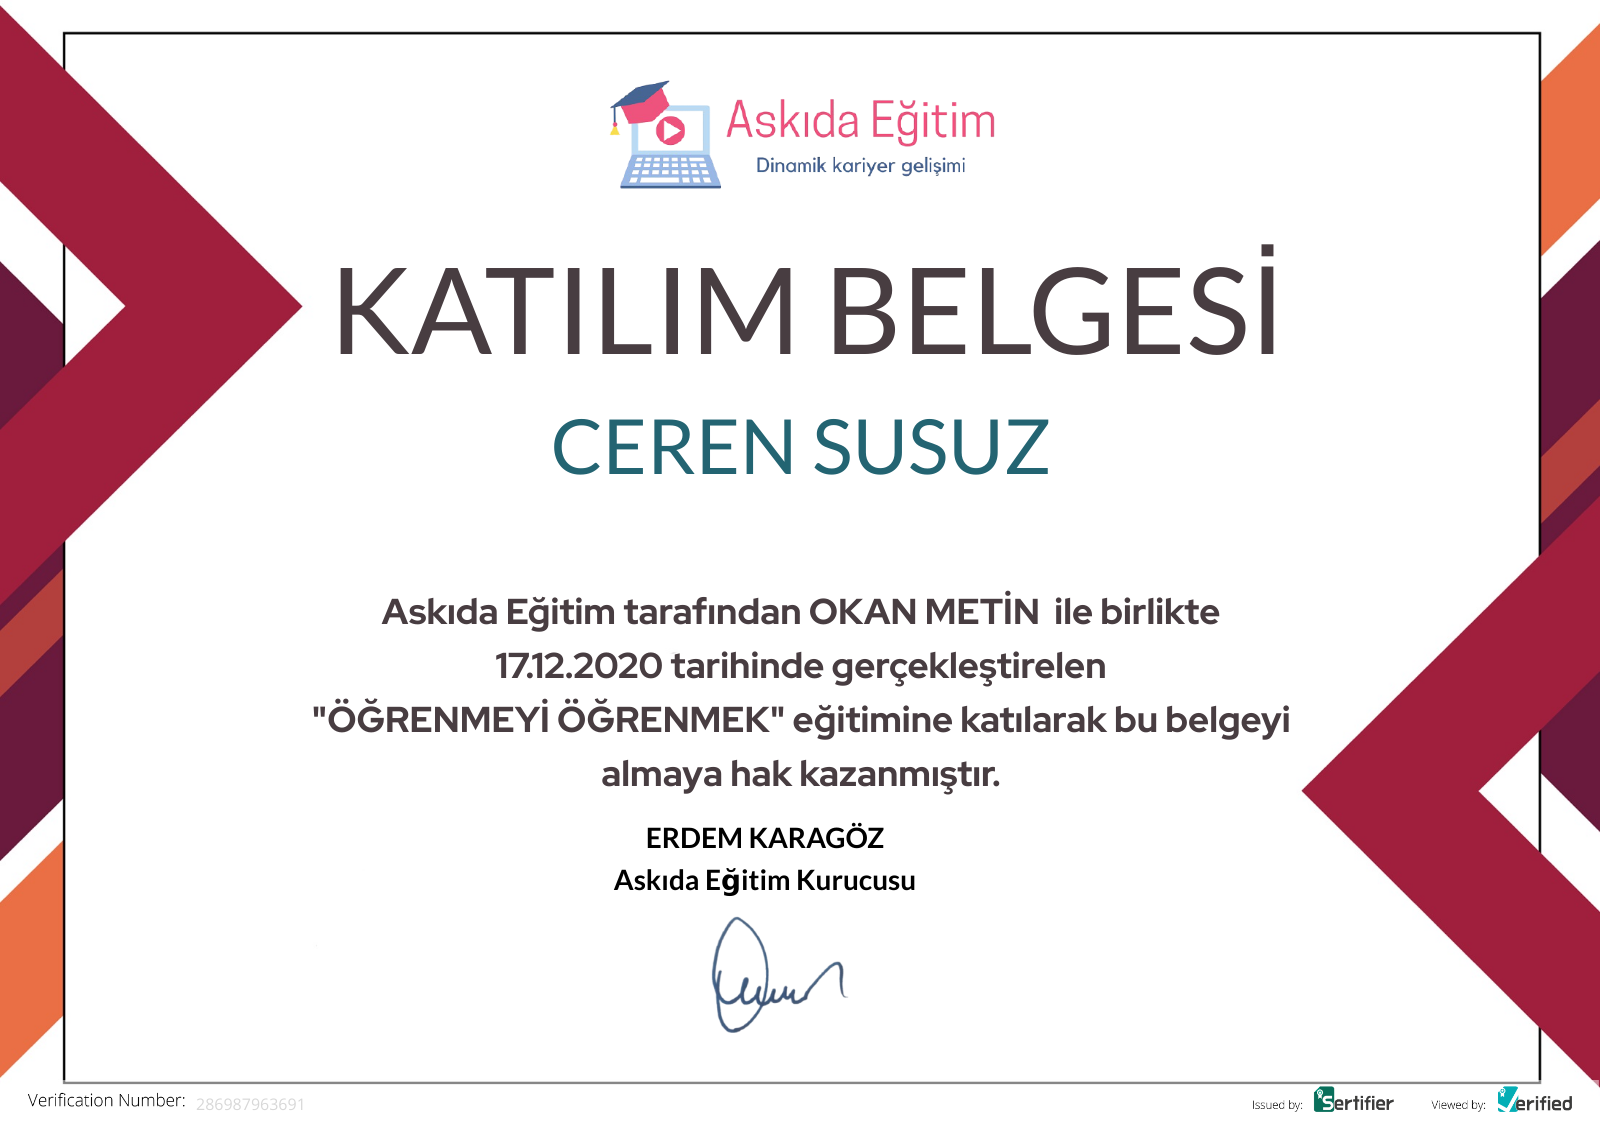 Askıda Eğitim
Dinamik kariyer gelişimi
KATILIM BELGESİ
CEREN SUSUZ
Askıda Eğitim tarafından OKAN METİN ile birlikte
17.12.2020 tarihinde gerçekleştirelen
"ÖĞRENMEYİ ÖĞRENMEK" eğitimine katılarak bu belgeyi
almaya hak kazanmıştır.
ERDEM KARAGÖZ
Askıda Eğitim Kurucusu
Verification Number: 286987963691
Issued by: Sertifier Viewed by: Verified